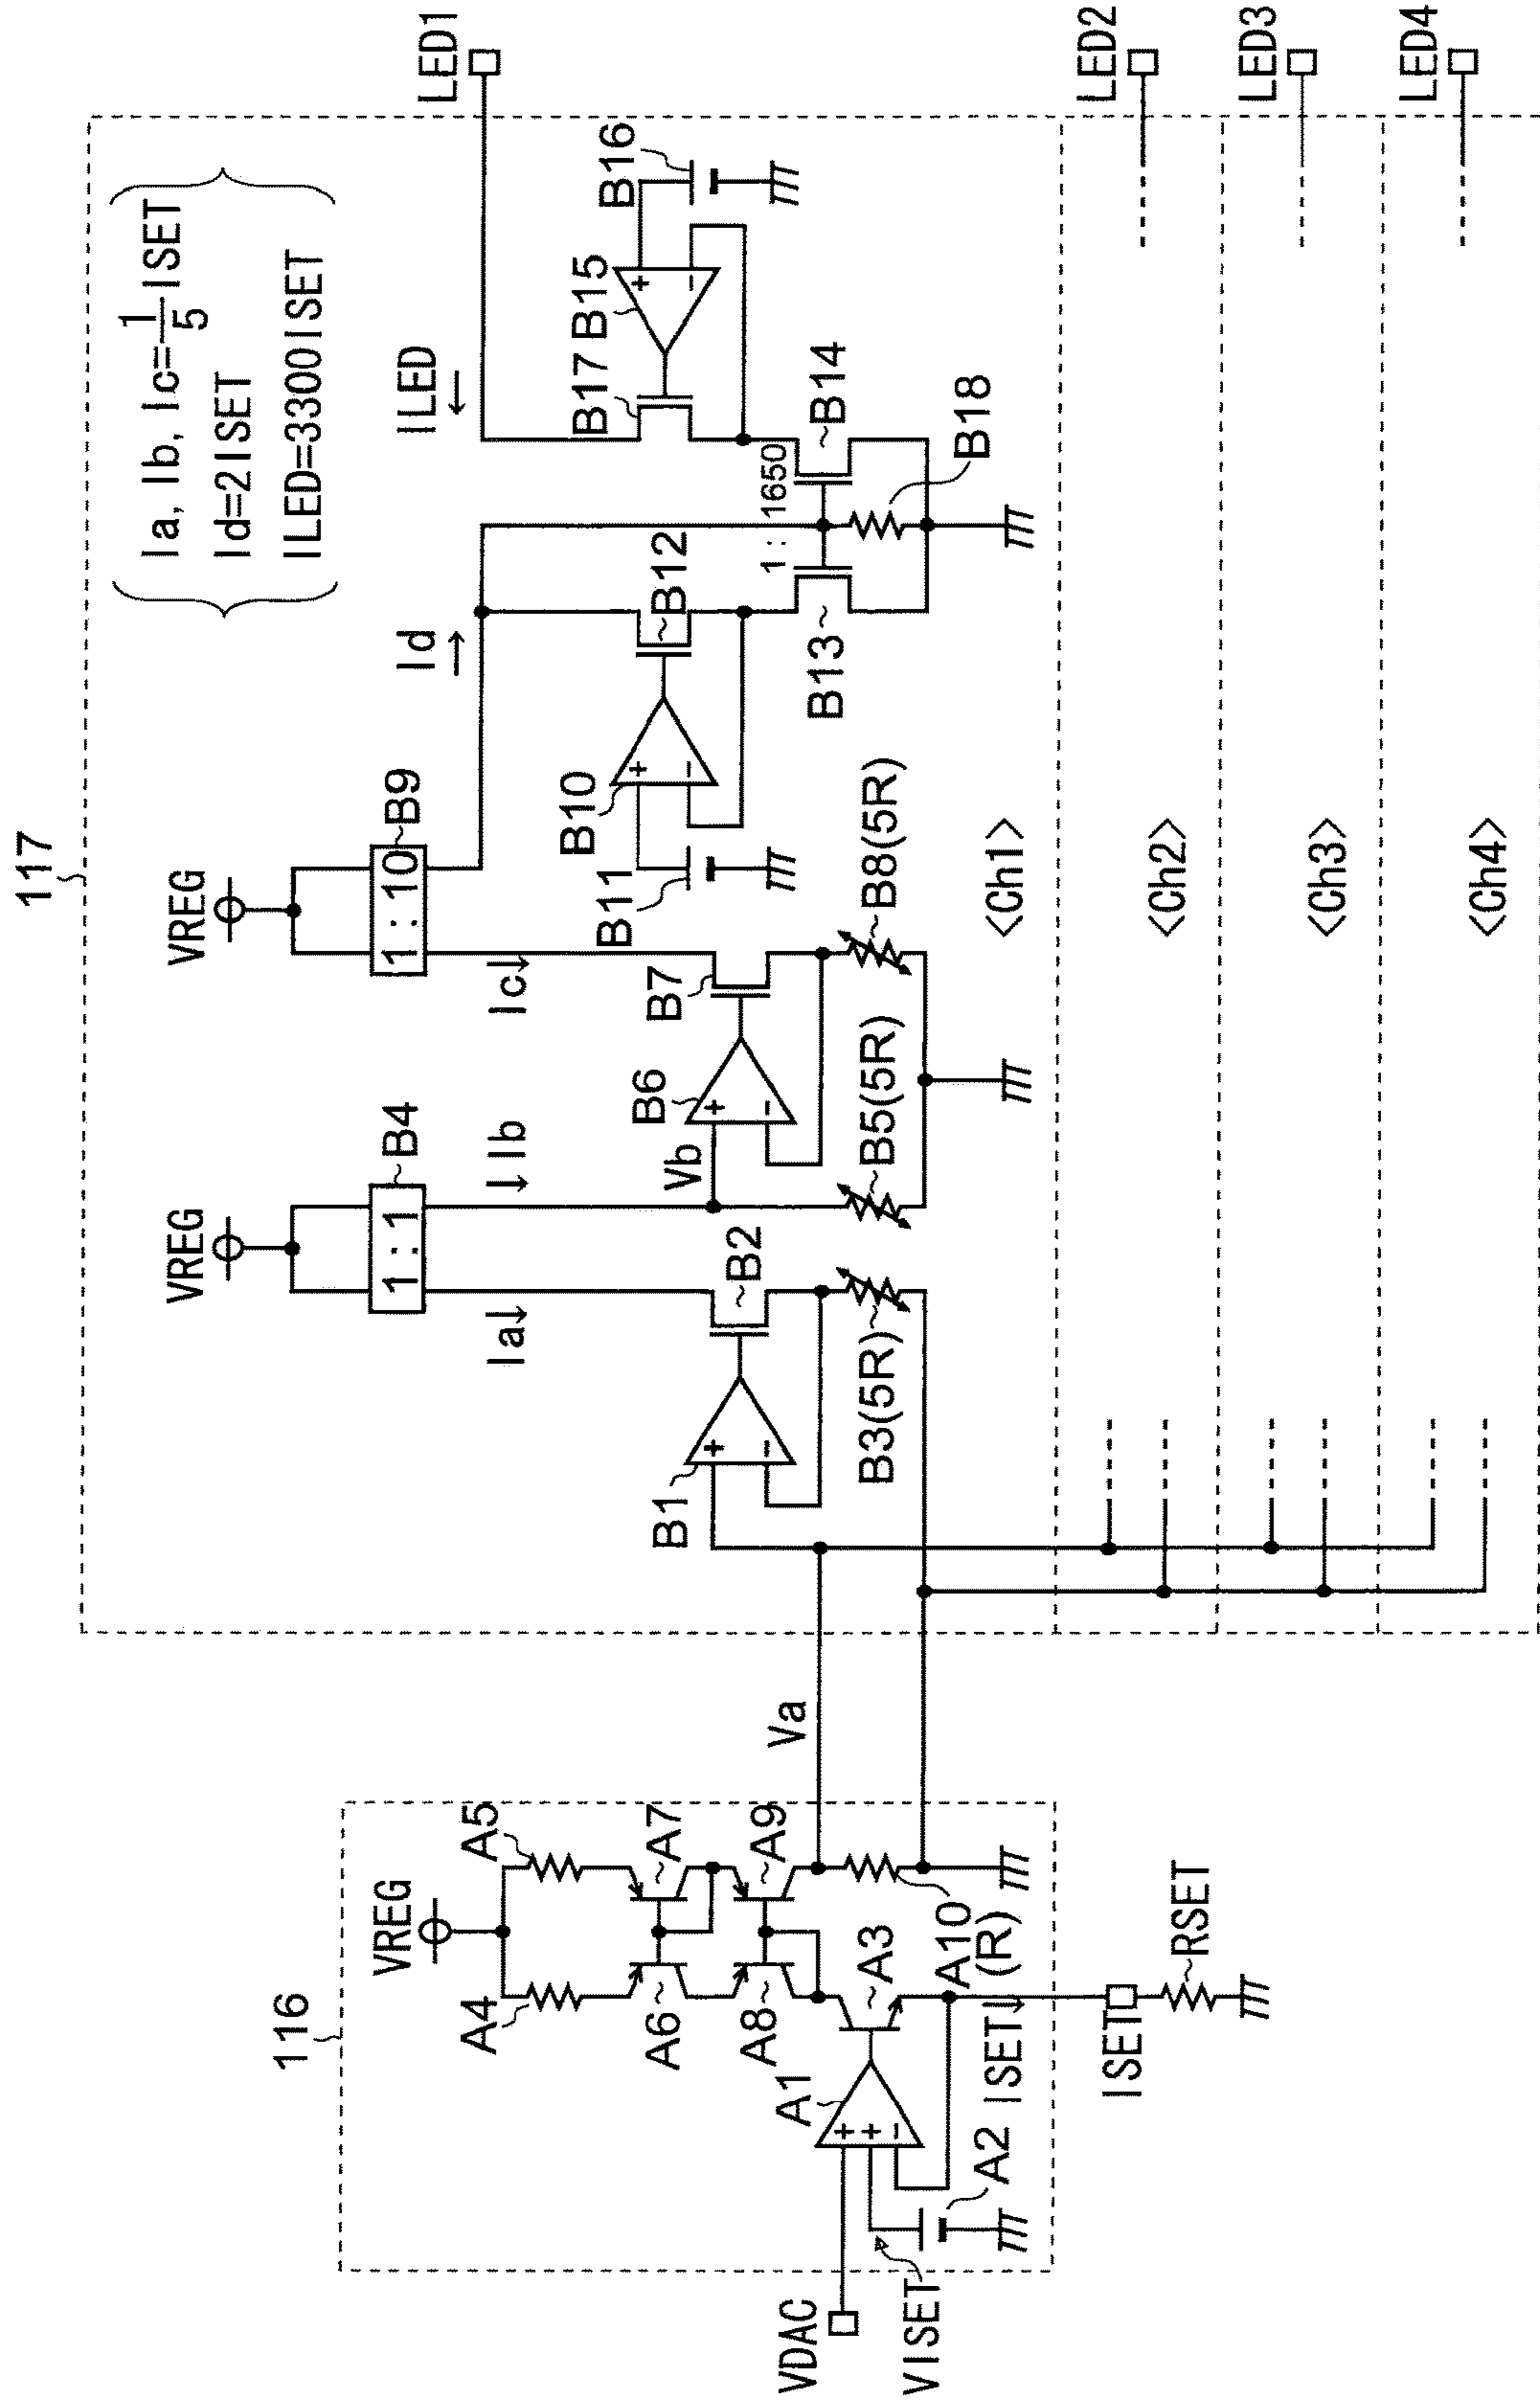 117
VREG
VREG
B4
1 : 1
B9
1 : 10
Ia, Ib, Ic=1/5 ISET
Id=2ISET
ILED=3300ISET
Ia↓
↓Ib
Ic↓
Id
→
ILED
←
LED1
B1
B2
B3(5R)
Vb
B5(5R)
B6
B7
B8(5R)
B10
B11
B12
B13
1 : 1650
B14
B18
B17
B15
B16
+
−
+
−
+
−
+
−
<Ch1>
<Ch2>
LED2
<Ch3>
LED3
<Ch4>
LED4
116
VREG
A4
A5
A6
A7
A8
A9
Va
A1
+
+
−
A3
A10
(R)
A2
ISET↓
VDAC
VISET
ISET
RSET